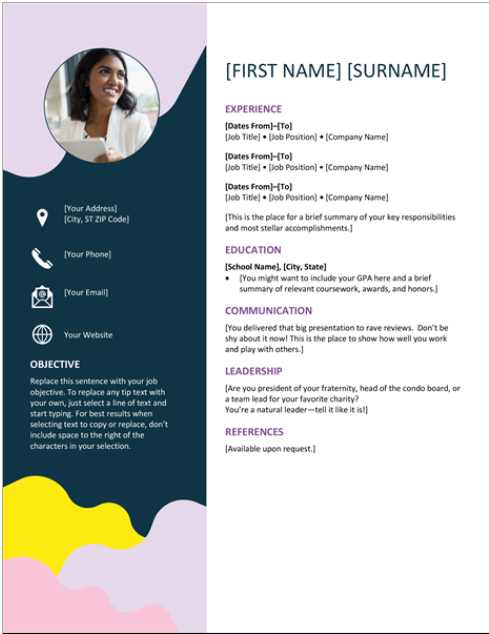 [FIRST NAME] [SURNAME]
[Your Address]
[City, ST ZIP Code]
[Your Phone]
[Your Email]
Your Website
OBJECTIVE
Replace this sentence with your job
objective. To replace any tip text with
your own, just select a line of text and
start typing. For best results when
selecting text to copy or replace, don't
include space to the right of the
characters in your selection.
EXPERIENCE
[Dates From]–[To]
[Job Title] • [Job Position] • [Company Name]
[Dates From]–[To]
[Job Title] • [Job Position] • [Company Name]
[Dates From]–[To]
[Job Title] • [Job Position] • [Company Name]
[This is the place for a brief summary of your key responsibilities
and most stellar accomplishments.]
EDUCATION
[School Name], [City, State]
• [You might want to include your GPA here and a brief
summary of relevant coursework, awards, and honors.]
COMMUNICATION
[You delivered that big presentation to rave reviews.  Don't be
shy about it now! This is the place to show how well you work
and play with others.]
LEADERSHIP
[Are you president of your fraternity, head of the condo board, or
a team lead for your favorite charity?
You're a natural leader—tell it like it is!]
REFERENCES
[Available upon request.]